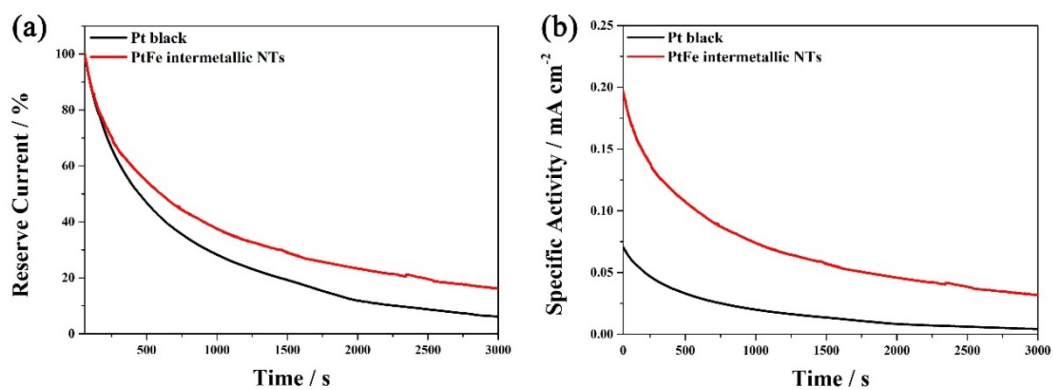 (a)
Pt black
PtFe intermetallic NTs
100
80
60
40
20
0
Reserve Current / %
500 1000 1500 2000 2500 3000
Time / s
(b)
Pt black
PtFe intermetallic NTs
0.25
0.20
0.15
0.10
0.05
0.00
Specific Activity / mA cm⁻²
0 500 1000 1500 2000 2500 3000
Time / s